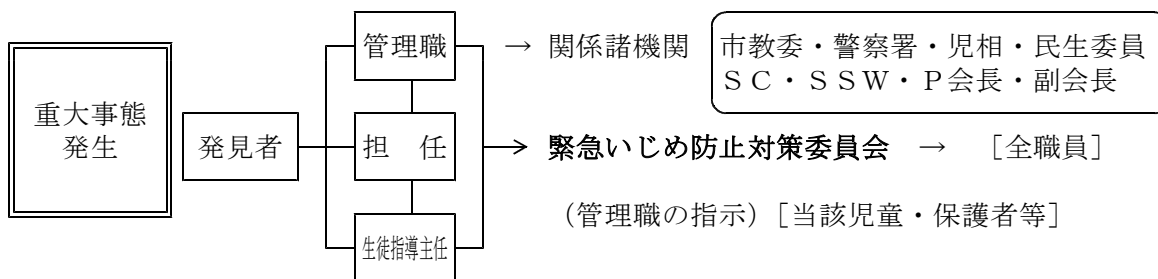 重大事態
発生
発見者
管理職
担　任
生徒指導主任
→ 関係諸機関
市教委・警察署・児相・民生委員
ＳＣ・ＳＳＷ・Ｐ会長・副会長
緊急いじめ防止対策委員会　→　［全職員］
（管理職の指示）［当該児童・保護者等］